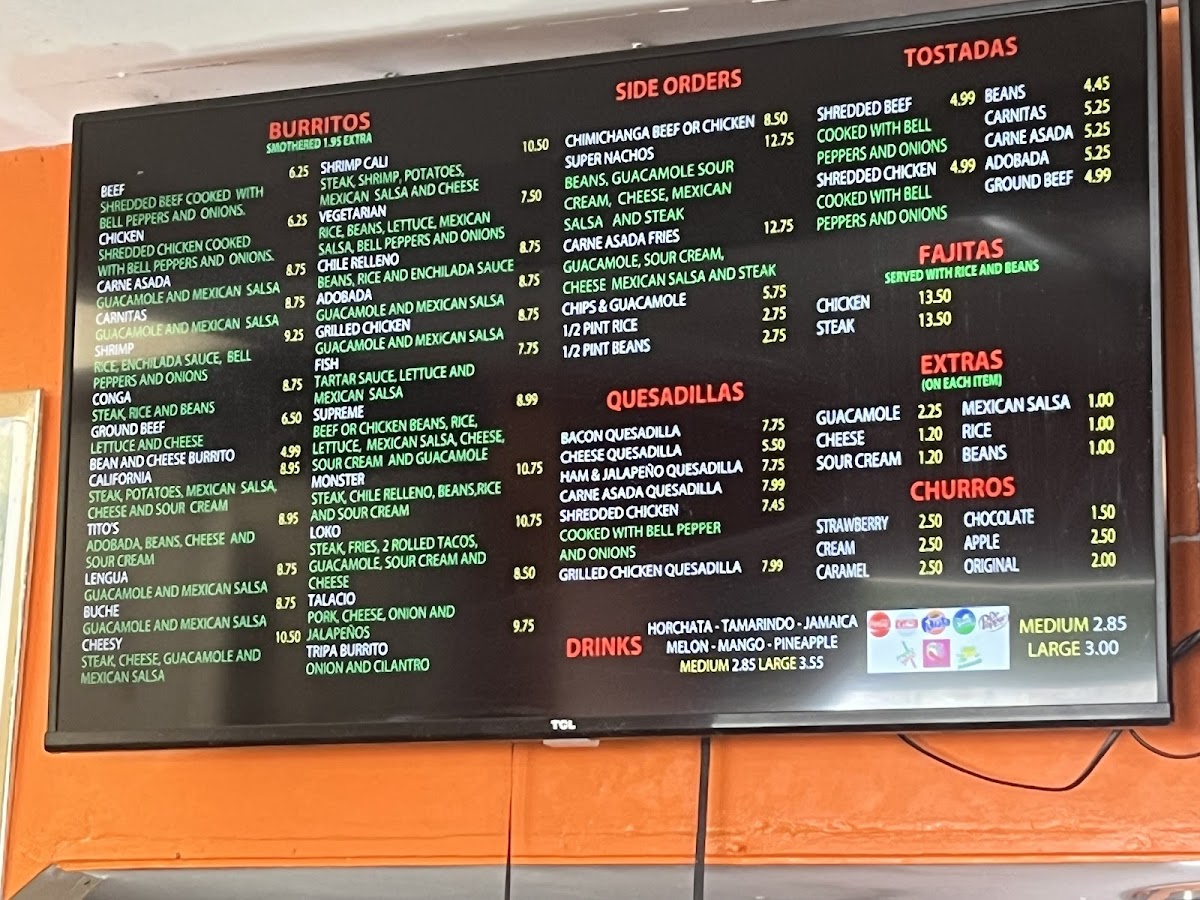 BURRITOS
SMOTHERED 1.95 EXTRA
BEEF 6.25
SHREDDED BEEF COOKED WITH
BELL PEPPERS AND ONIONS.
CHICKEN 6.25
SHREDDED CHICKEN COOKED
WITH BELL PEPPERS AND ONIONS.
CARNE ASADA 8.75
GUACAMOLE AND MEXICAN SALSA
CARNITAS 8.75
GUACAMOLE AND MEXICAN SALSA
SHRIMP 9.25
RICE, ENCHILADA SAUCE, BELL
PEPPERS AND ONIONS
CONGA 8.75
STEAK, RICE AND BEANS
GROUND BEEF 6.50
LETTUCE AND CHEESE
BEAN AND CHEESE BURRITO 4.99
CALIFORNIA 8.95
STEAK, POTATOES, MEXICAN SALSA,
CHEESE AND SOUR CREAM
TITO'S 8.95
ADOBADA, BEANS, CHEESE AND
SOUR CREAM
LENGUA 8.75
GUACAMOLE AND MEXICAN SALSA
BUCHE 8.75
GUACAMOLE AND MEXICAN SALSA
CHEESY 10.50
STEAK, CHEESE, GUACAMOLE AND
MEXICAN SALSA
SHRIMP CALI 10.50
STEAK, SHRIMP, POTATOES,
MEXICAN SALSA AND CHEESE
VEGETARIAN 7.50
RICE, BEANS, LETTUCE, MEXICAN
SALSA, BELL PEPPERS AND ONIONS
CHILE RELLENO 8.75
BEANS, RICE AND ENCHILADA SAUCE
ADOBADA 8.75
GUACAMOLE AND MEXICAN SALSA
GRILLED CHICKEN 8.75
GUACAMOLE AND MEXICAN SALSA
FISH 7.75
TARTAR SAUCE, LETTUCE AND
MEXICAN SALSA
SUPREME 8.99
BEEF OR CHICKEN BEANS, RICE,
LETTUCE, MEXICAN SALSA, CHEESE,
SOUR CREAM AND GUACAMOLE
MONSTER 10.75
STEAK, CHILE RELLENO, BEANS,RICE
AND SOUR CREAM
LOKO 10.75
STEAK, FRIES, 2 ROLLED TACOS,
GUACAMOLE, SOUR CREAM AND
CHEESE
TALACIO 8.50
PORK, CHEESE, ONION AND
JALAPEÑOS
TRIPA BURRITO 9.75
ONION AND CILANTRO
SIDE ORDERS
CHIMICHANGA BEEF OR CHICKEN 8.50
SUPER NACHOS 12.75
BEANS, GUACAMOLE SOUR
CREAM, CHEESE, MEXICAN
SALSA AND STEAK
CARNE ASADA FRIES 12.75
GUACAMOLE, SOUR CREAM,
CHEESE MEXICAN SALSA AND STEAK
CHIPS & GUACAMOLE 5.75
1/2 PINT RICE 2.75
1/2 PINT BEANS 2.75
QUESADILLAS
BACON QUESADILLA 7.75
CHEESE QUESADILLA 5.50
HAM & JALAPEÑO QUESADILLA 7.75
CARNE ASADA QUESADILLA 7.99
SHREDDED CHICKEN 7.45
COOKED WITH BELL PEPPER
AND ONIONS
GRILLED CHICKEN QUESADILLA 7.99
TOSTADAS
SHREDDED BEEF 4.99
COOKED WITH BELL
PEPPERS AND ONIONS
SHREDDED CHICKEN 4.99
COOKED WITH BELL
PEPPERS AND ONIONS
BEANS 4.45
CARNITAS 5.25
CARNE ASADA 5.25
ADOBADA 5.25
GROUND BEEF 4.99
FAJITAS
SERVED WITH RICE AND BEANS
CHICKEN 13.50
STEAK 13.50
EXTRAS
(ON EACH ITEM)
GUACAMOLE 2.25 MEXICAN SALSA 1.00
CHEESE 1.20 RICE 1.00
SOUR CREAM 1.20 BEANS 1.00
CHURROS
STRAWBERRY 2.50 CHOCOLATE 1.50
CREAM 2.50 APPLE 2.50
CARAMEL 2.50 ORIGINAL 2.00
DRINKS
HORCHATA - TAMARINDO - JAMAICA
MELON - MANGO - PINEAPPLE
MEDIUM 2.85 LARGE 3.55
Fanta
Dr Pepper
MEDIUM 2.85
LARGE 3.00
TCL